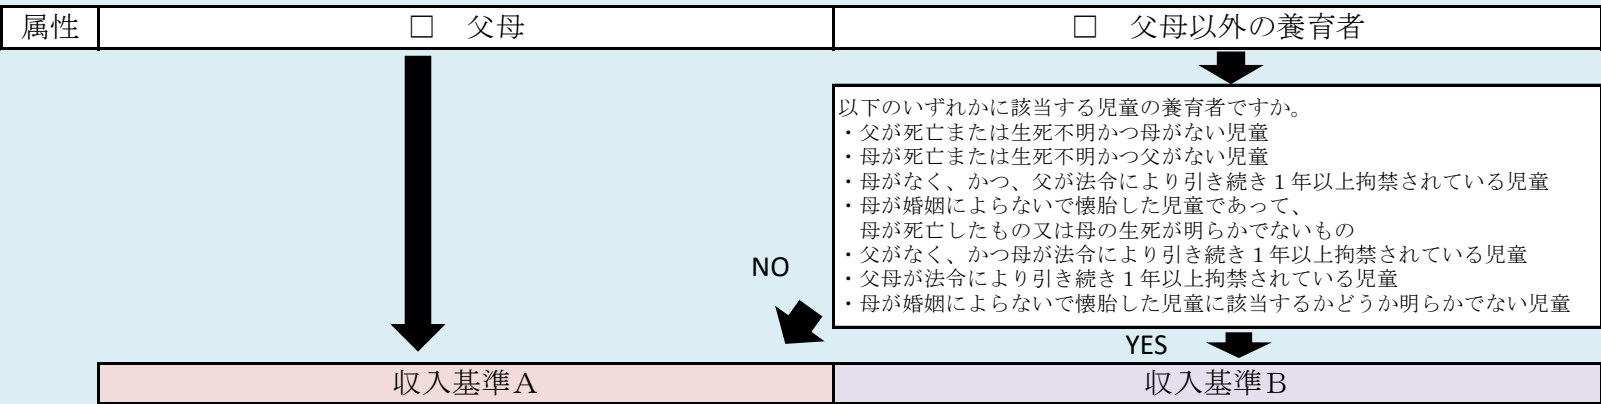 属性
□　父母
□　父母以外の養育者
以下のいずれかに該当する児童の養育者ですか。
・父が死亡または生死不明かつ母がない児童
・母が死亡または生死不明かつ父がない児童
・母がなく、かつ、父が法令により引き続き１年以上拘禁されている児童
・母が婚姻によらないで懐胎した児童であって、
　母が死亡したもの又は母の生死が明らかでないもの
・父がなく、かつ母が法令により引き続き１年以上拘禁されている児童
・父母が法令により引き続き１年以上拘禁されている児童
・母が婚姻によらないで懐胎した児童に該当するかどうか明らかでない児童
NO
YES
収入基準Ａ
収入基準Ｂ